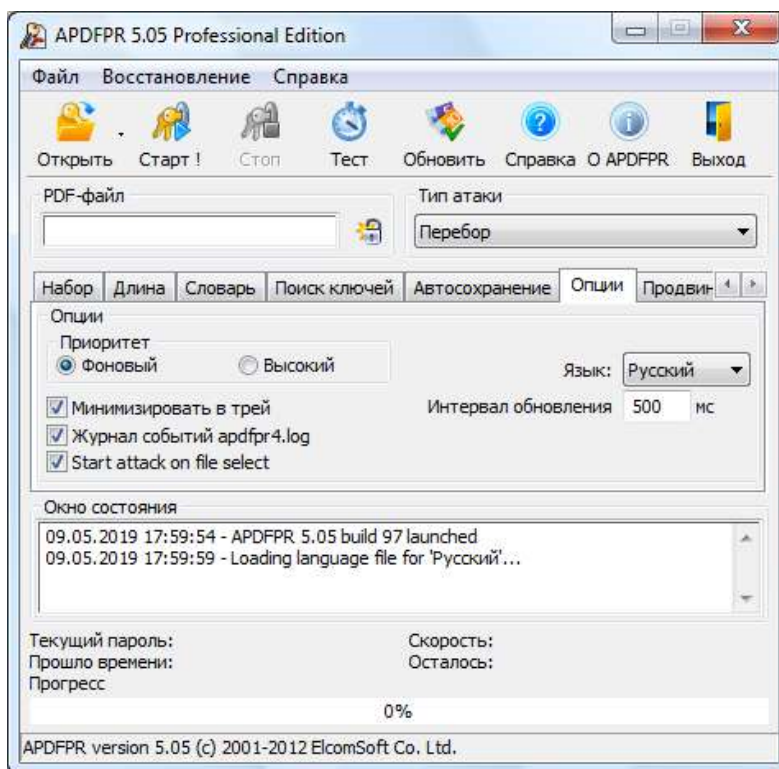 APDFPR 5.05 Professional Edition
Файл Восстановление Справка
Открыть Старт ! Стоп Тест Обновить Справка О APDFPR Выход
PDF-файл Тип атаки
Перебор
Набор Длина Словарь Поиск ключей Автосохранение Опции Продвин
Опции
Приоритет
Фоновый Высокий Язык: Русский
Минимизировать в трей Интервал обновления 500 мс
Журнал событий apdfpr4.log
Start attack on file select
Окно состояния
09.05.2019 17:59:54 - APDFPR 5.05 build 97 launched
09.05.2019 17:59:59 - Loading language file for 'Русский'...
Текущий пароль: Скорость:
Прошло времени: Осталось:
Прогресс
0%
APDFPR version 5.05 (c) 2001-2012 ElcomSoft Co. Ltd.